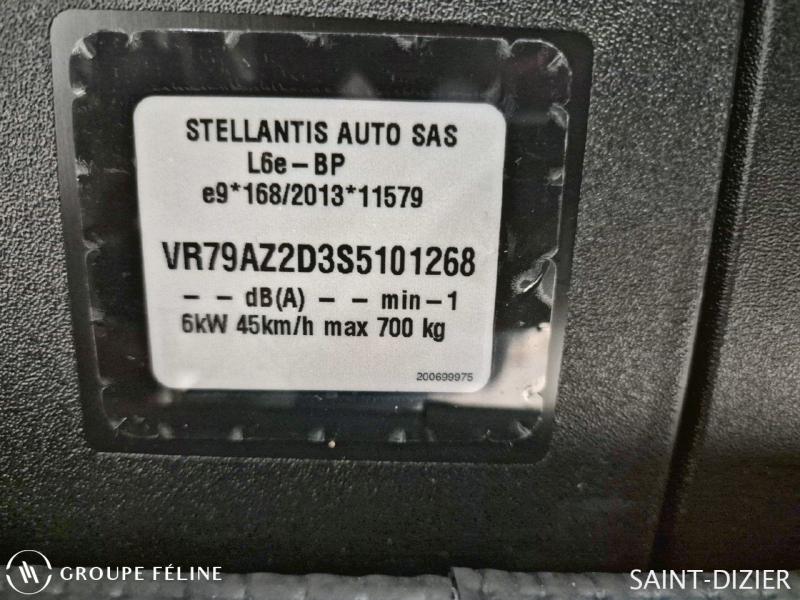 STELLANTIS AUTO SAS
L6e-BP
e9*168/2013*11579
VR79AZ2D3S5101268
- - dB(A) - - min-1
6kW 45km/h max 700 kg
200699975
GROUPE FÉLINE
SAINT-DIZIER